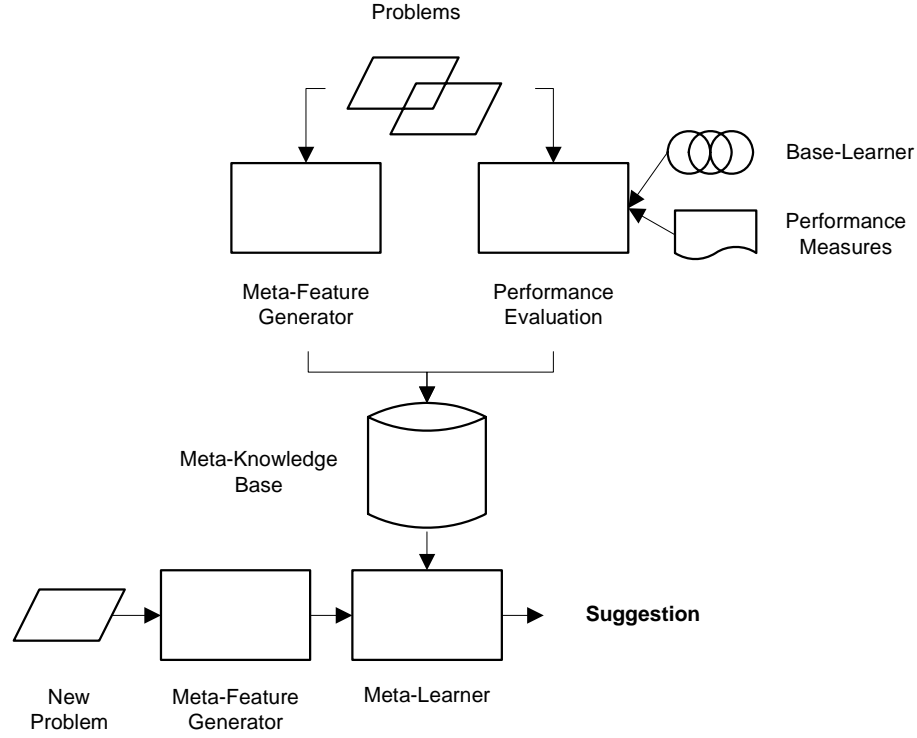 Problems
Base-Learner
Performance
Measures
Meta-Feature
Generator
Performance
Evaluation
Meta-Knowledge
Base
Suggestion
New
Problem
Meta-Feature
Generator
Meta-Learner